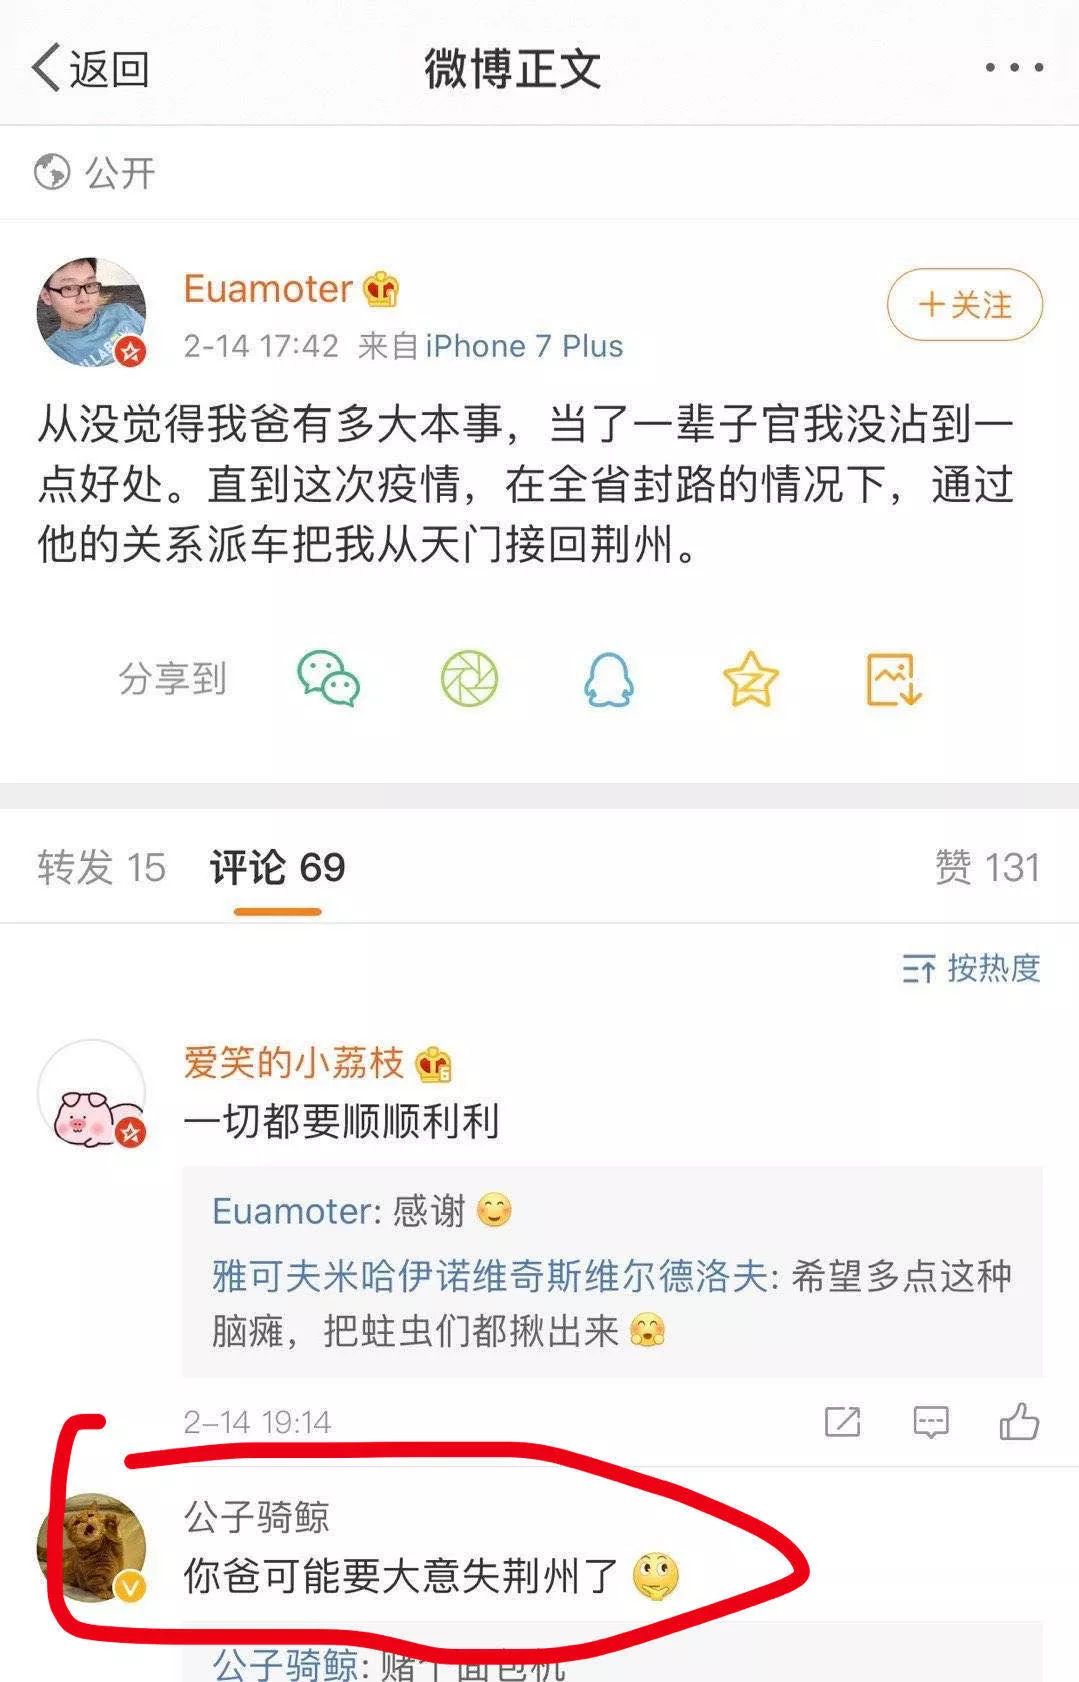 返回
微博正文
公开
Euamoter
+关注
2-14 17:42 来自 iPhone 7 Plus
从没觉得我爸有多大本事，当了一辈子官我没沾到一
点好处。直到这次疫情，在全省封路的情况下，通过
他的关系派车把我从天门接回荆州。
分享到
转发 15 评论 69 赞 131
按热度
爱笑的小荔枝
一切都要顺顺利利
Euamoter: 感谢
雅可夫米哈伊诺维奇斯维尔德洛夫: 希望多点这种
脑瘫，把蛀虫们都揪出来
2-14 19:14
公子骑鲸
你爸可能要大意失荆州了
公子骑鲸: 赌个面包机